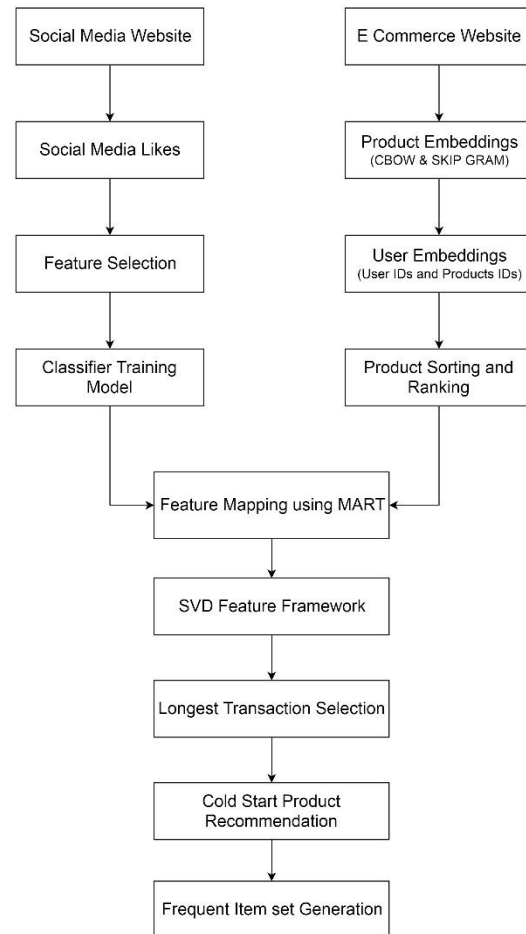 Social Media Website
E Commerce Website
Social Media Likes
Product Embeddings
(CBOW & SKIP GRAM)
Feature Selection
User Embeddings
(User IDs and Products IDs)
Classifier Training
Model
Product Sorting and
Ranking
Feature Mapping using MART
SVD Feature Framework
Longest Transaction Selection
Cold Start Product
Recommendation
Frequent Item set Generation